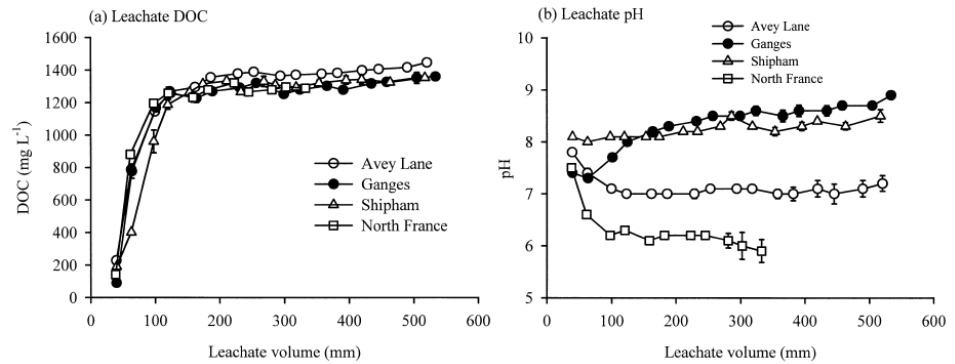 (a) Leachate DOC
1600
1400
1200
1000
800
600
400
200
0
DOC (mg L⁻¹)
Avey Lane
Ganges
Shipham
North France
0 100 200 300 400 500 600
Leachate volume (mm)
(b) Leachate pH
Avey Lane
Ganges
Shipham
North France
10
9
8
7
6
5
pH
0 100 200 300 400 500 600
Leachate volume (mm)